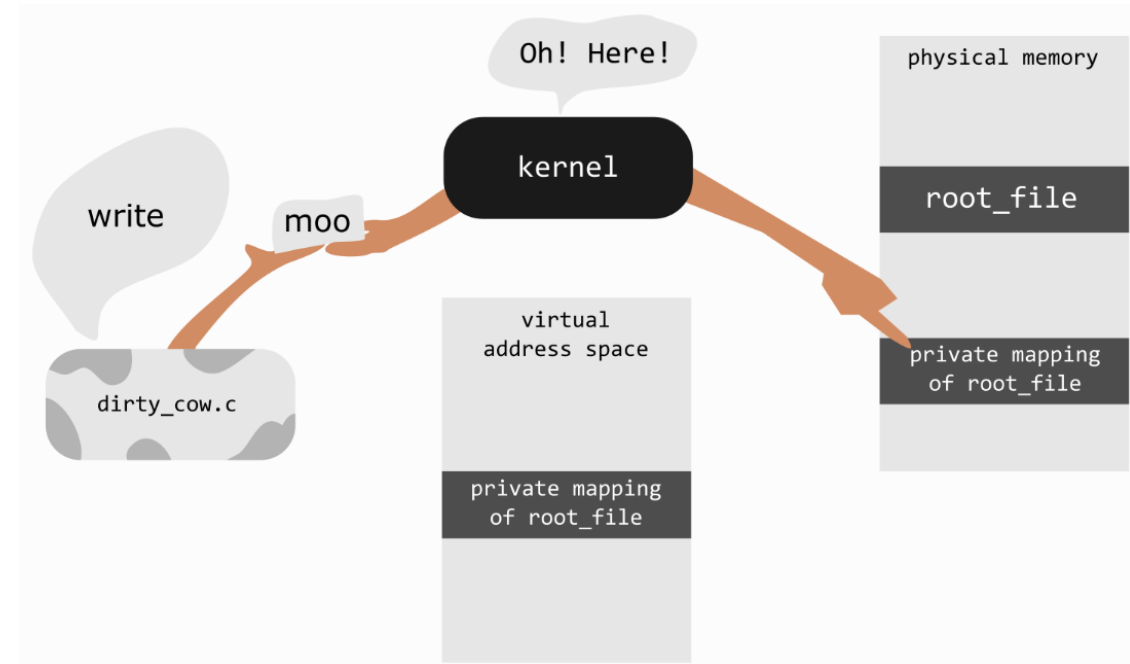 Oh! Here!
kernel
write
moo
dirty_cow.c
virtual
address space
private mapping
of root_file
physical memory
root_file
private mapping
of root_file